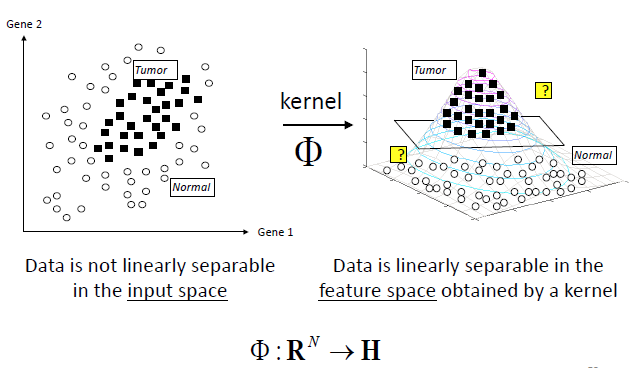 Gene 2
Tumor
Normal
Gene 1
kernel
Φ
Tumor
?
?
Normal
Data is not linearly separable
in the input space
Data is linearly separable in the
feature space obtained by a kernel
Φ : R^N → H